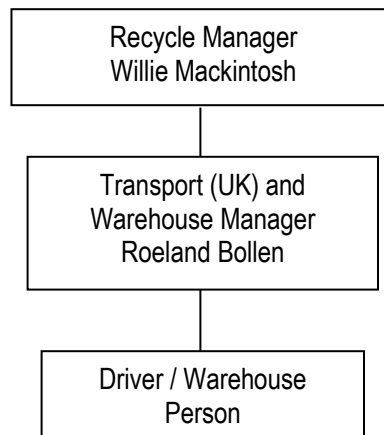 Recycle Manager
Willie Mackintosh
Transport (UK) and
Warehouse Manager
Roeland Bollen
Driver / Warehouse
Person